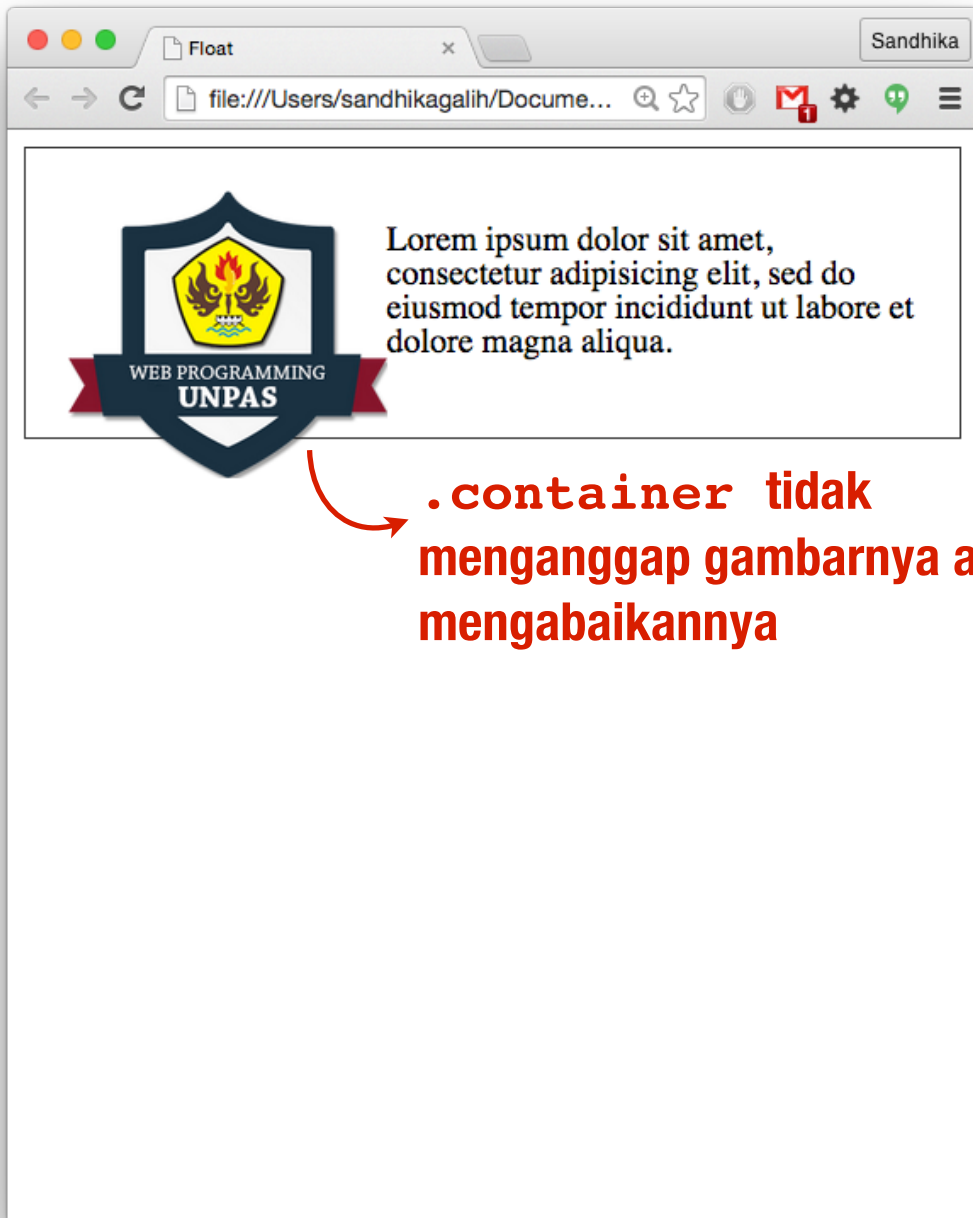 Float
Sandhika
file:///Users/sandhikagalih/Docume...
1
Lorem ipsum dolor sit amet,
consectetur adipisicing elit, sed do
eiusmod tempor incididunt ut labore et
dolore magna aliqua.
WEB PROGRAMMING
UNPAS
.container tidak
menganggap gambarnya a
mengabaikannya